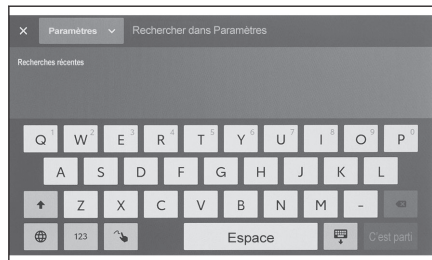 Paramètres Rechercher dans Paramètres
Recherches récentes
Q 1 W 2 E 3 R 4 T 5 Y 6 U 7 I 8 O 9 P 0
A S D F G H J K L
Z X C V B N M -
123 Espace C'est parti